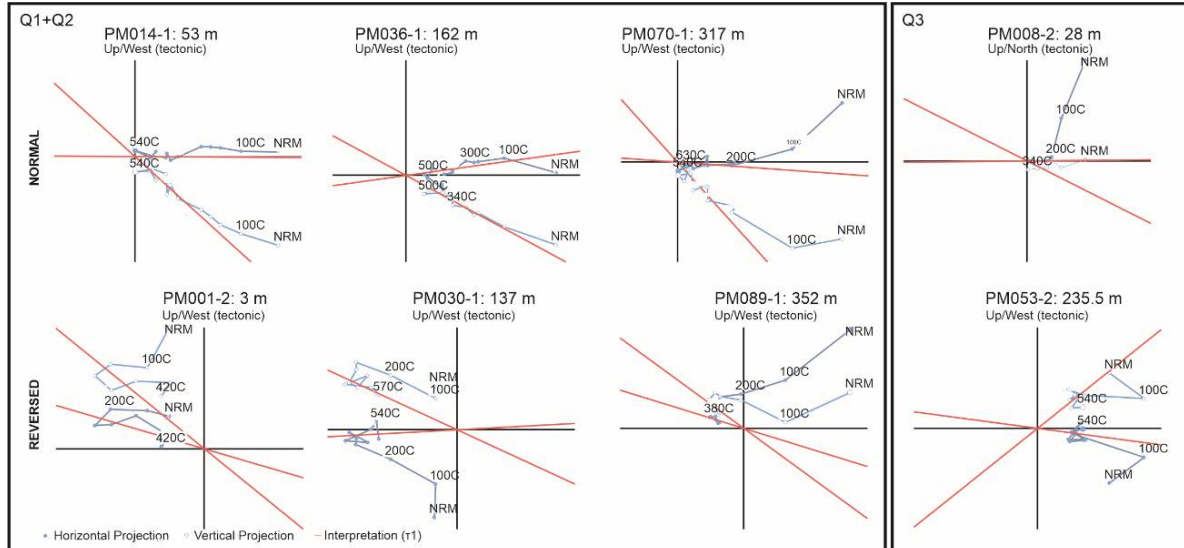 Q1+Q2
Q3
NORMAL
PM014-1: 53 m
Up/West (tectonic)
540C
540C
100C
NRM
100C
NRM
PM036-1: 162 m
Up/West (tectonic)
500C
300C
100C
NRM
500C
340C
NRM
PM070-1: 317 m
Up/West (tectonic)
NRM
100C
200C
630C
100C
NRM
PM008-2: 28 m
Up/North (tectonic)
NRM
100C
200C
NRM
340C
REVERSED
PM001-2: 3 m
Up/West (tectonic)
NRM
100C
420C
200C
NRM
420C
PM030-1: 137 m
Up/West (tectonic)
200C
NRM
570C
100C
540C
200C
100C
NRM
PM089-1: 352 m
Up/West (tectonic)
NRM
100C
200C
NRM
380C
100C
PM053-2: 235.5 m
Up/West (tectonic)
NRM
100C
540C
540C
100C
NRM
Horizontal Projection
Vertical Projection
Interpretation (τ1)